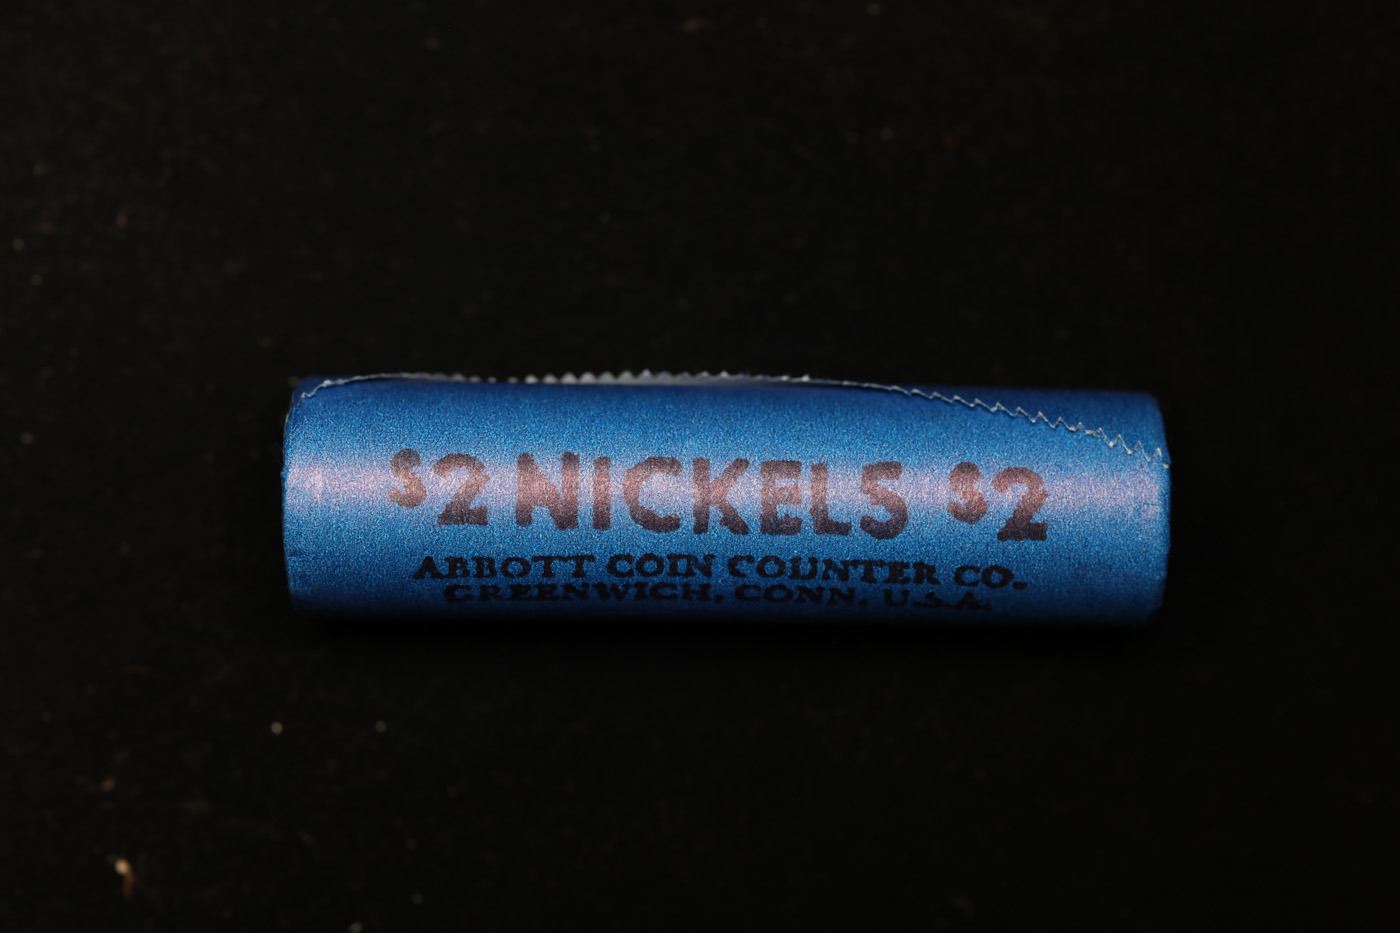 $2 NICKELS $2
ABBOTT COIN COUNTER CO.
GREENWICH, CONN. U.S.A.